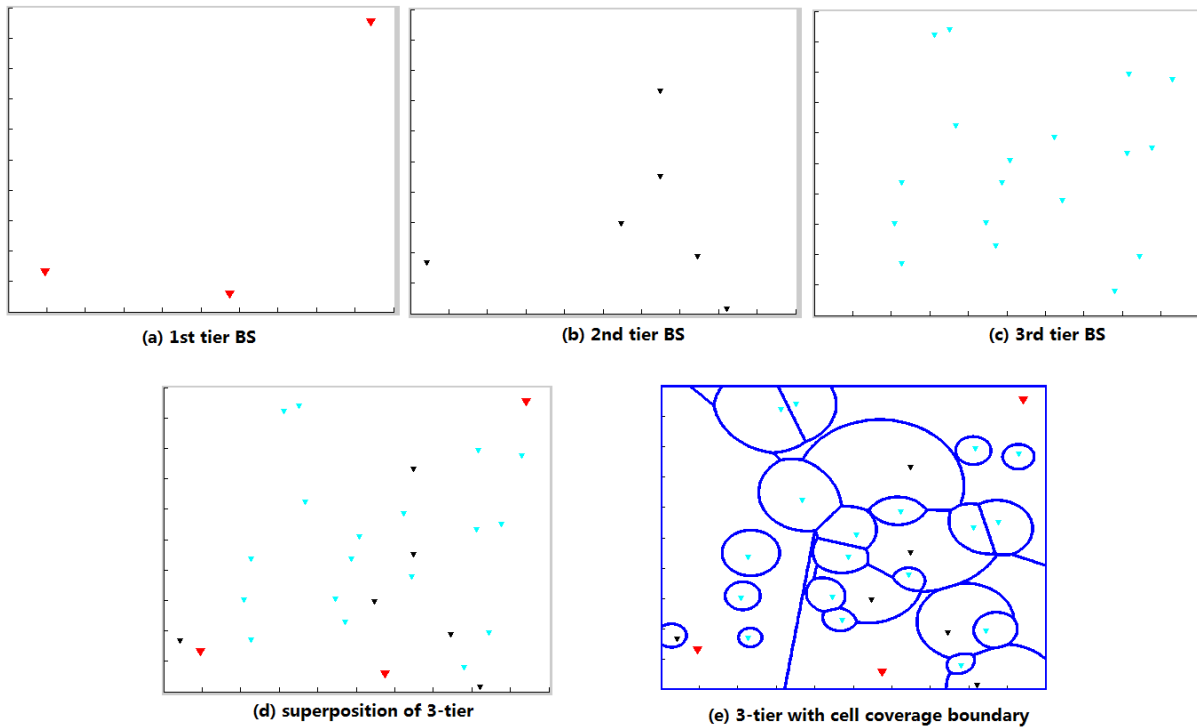 (a) 1st tier BS
(b) 2nd tier BS
(c) 3rd tier BS
(d) superposition of 3-tier
(e) 3-tier with cell coverage boundary